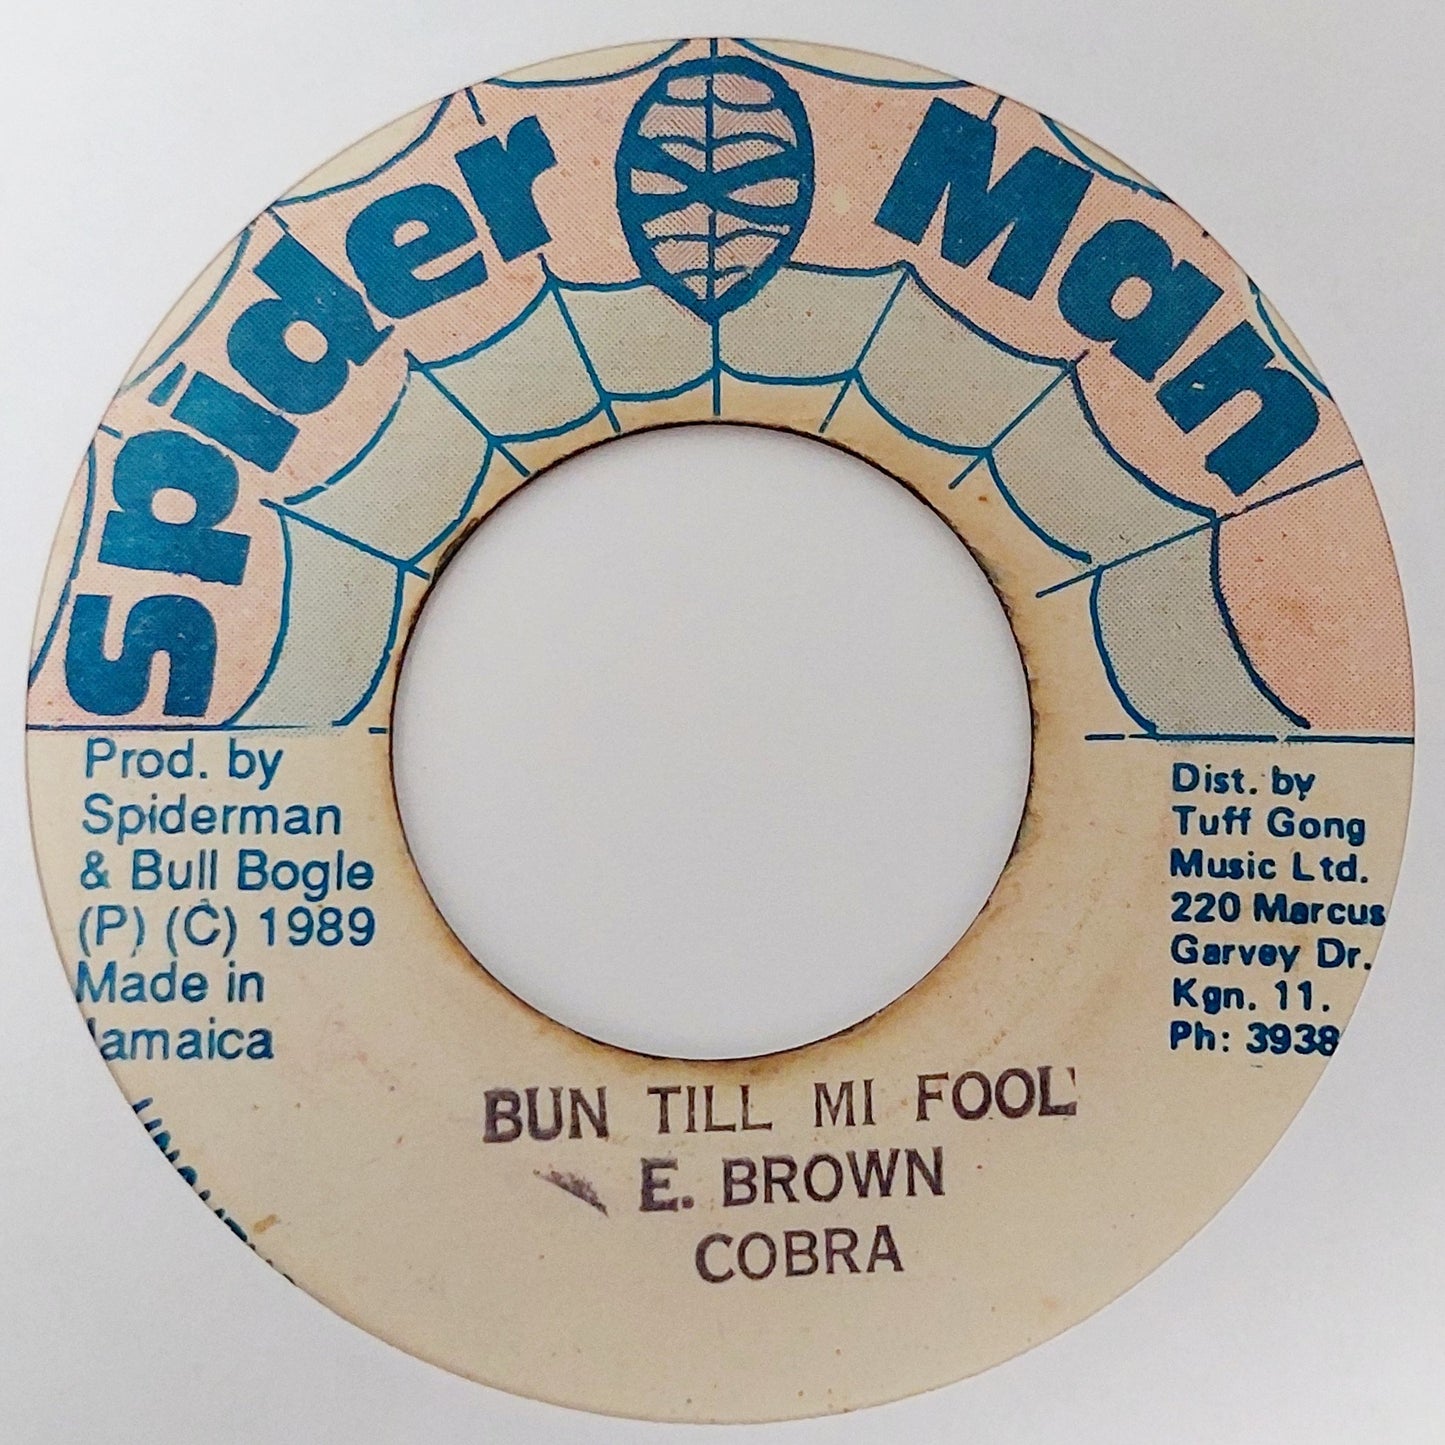 Spider Man
Prod. by
Spiderman
& Bull Bogle
(P) (C) 1989
Made in
Jamaica
Dist. by
Tuff Gong
Music Ltd.
220 Marcus
Garvey Dr.
Kgn. 11.
Ph: 3938
BUN TILL MI FOOL
E. BROWN
COBRA